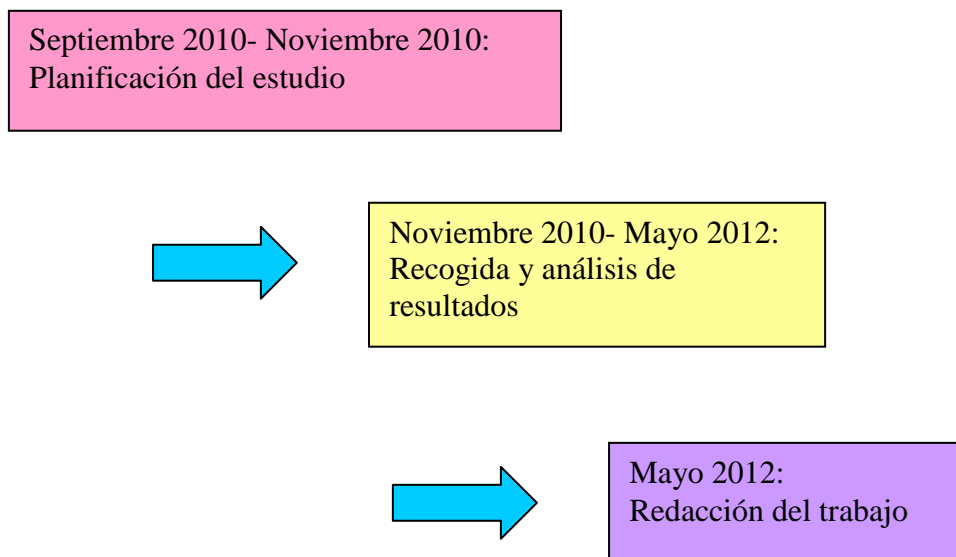 Septiembre 2010- Noviembre 2010:
Planificación del estudio
Noviembre 2010- Mayo 2012:
Recogida y análisis de
resultados
Mayo 2012:
Redacción del trabajo